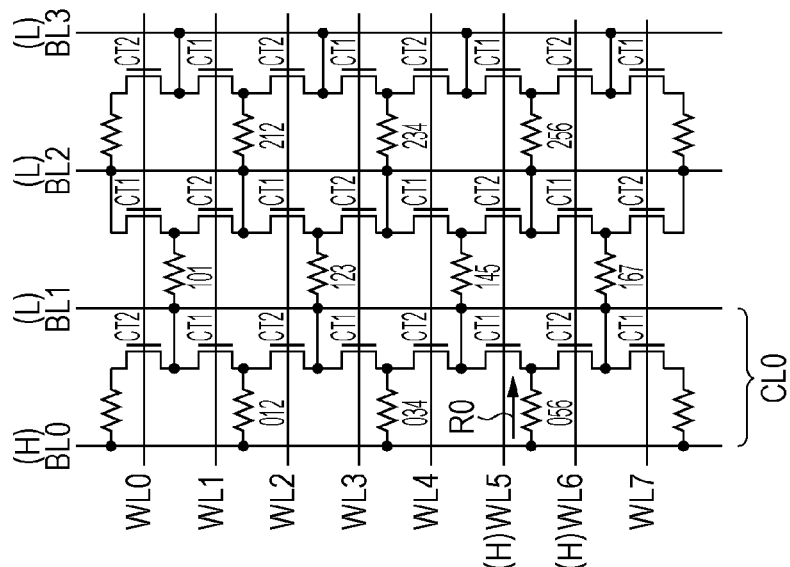 (H) BL0
(L) BL1
(L) BL2
(L) BL3
WL0
CT2
CT1
CT2
101
WL1
CT1
CT2
CT1
012
212
WL2
CT2
CT1
CT2
123
WL3
CT1
CT2
CT1
034
234
WL4
CT2
CT1
CT2
145
(H) WL5
CT1
CT2
CT1
R0
056
256
(H) WL6
CT2
CT1
CT2
167
WL7
CT1
CT2
CT1
CL0